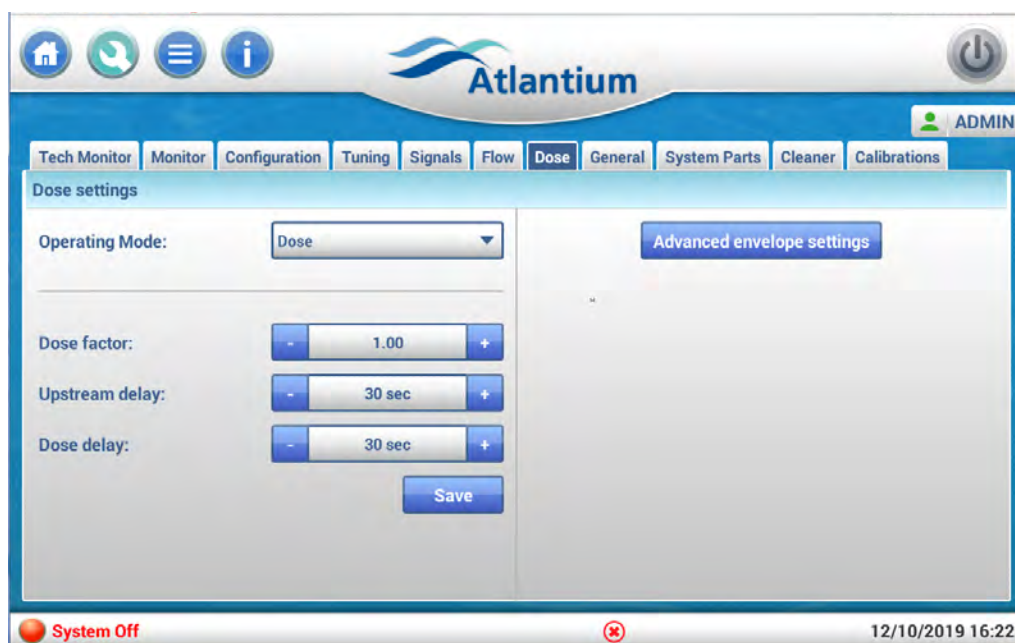 Atlantium
ADMIN
Tech Monitor Monitor Configuration Tuning Signals Flow Dose General System Parts Cleaner Calibrations
Dose settings
Operating Mode: Dose Advanced envelope settings
Dose factor: - 1.00 +
Upstream delay: - 30 sec +
Dose delay: - 30 sec +
Save
System Off 12/10/2019 16:22